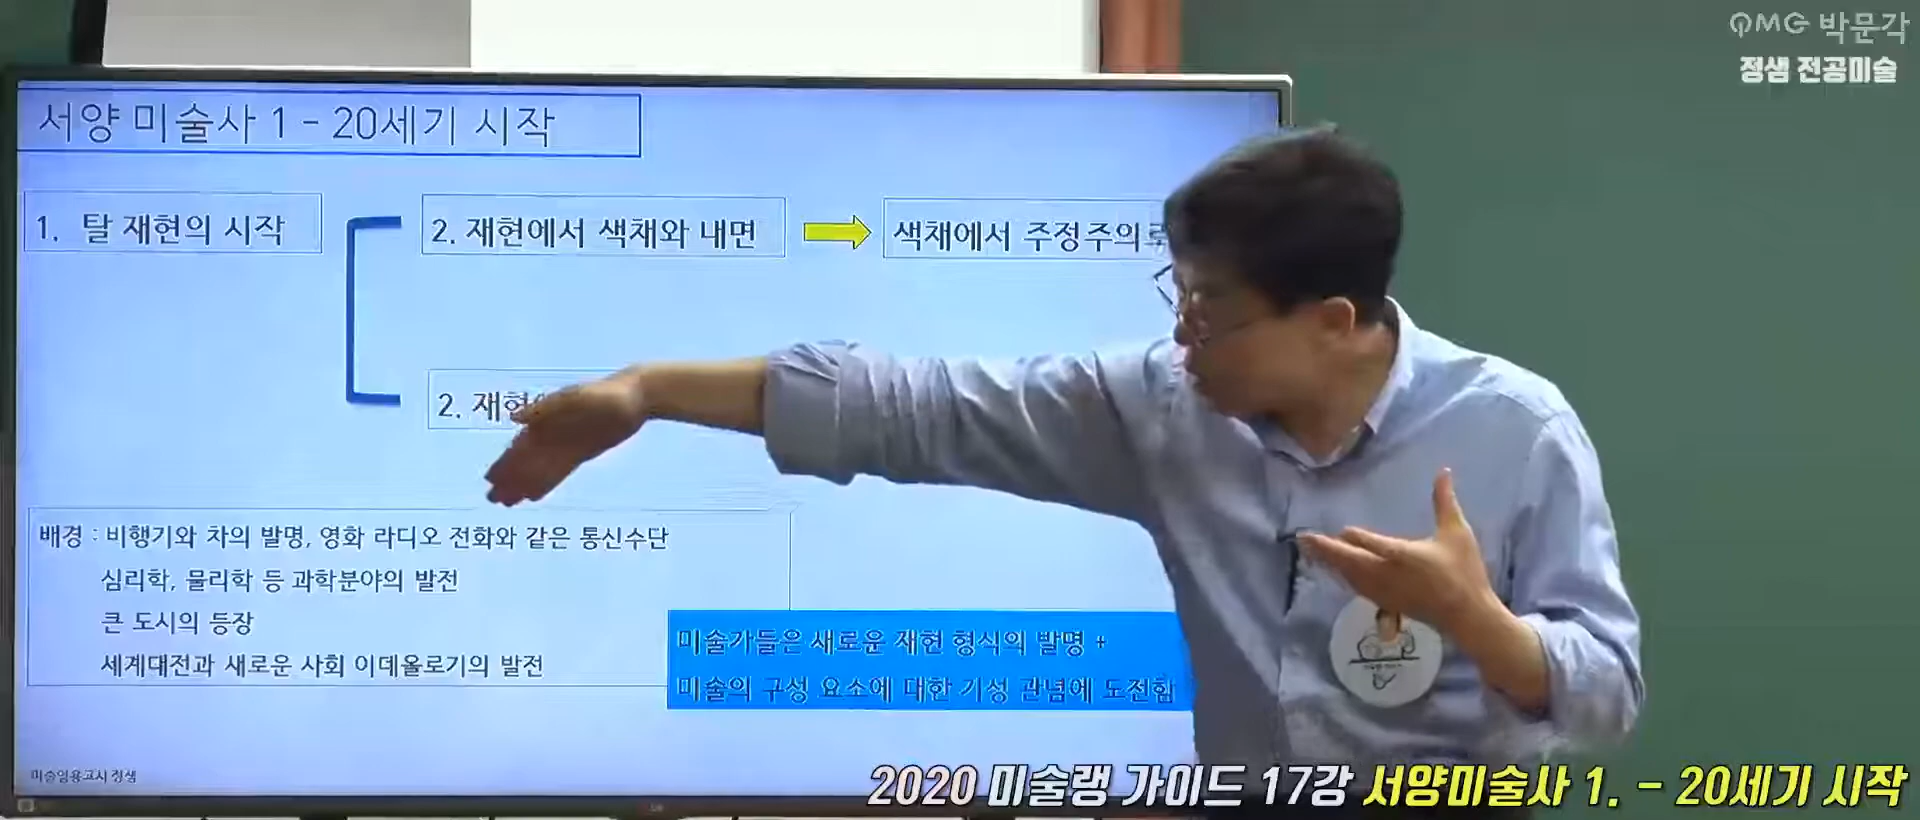 PMG 박문각
정샘 전공미술
서양 미술사 1 - 20세기 시작
1. 탈 재현의 시작
2. 재현에서 색채와 내면
색채에서 주정주의로
2. 재현
배경 : 비행기와 차의 발명, 영화 라디오 전화와 같은 통신수단
심리학, 물리학 등 과학분야의 발전
큰 도시의 등장
세계대전과 새로운 사회 이데올로기의 발전
미술가들은 새로운 재현 형식의 발명 +
미술의 구성 요소에 대한 기성 관념에 도전함
미술임용고시 정샘
2020 미술랭 가이드 17강 서양미술사 1. - 20세기 시작